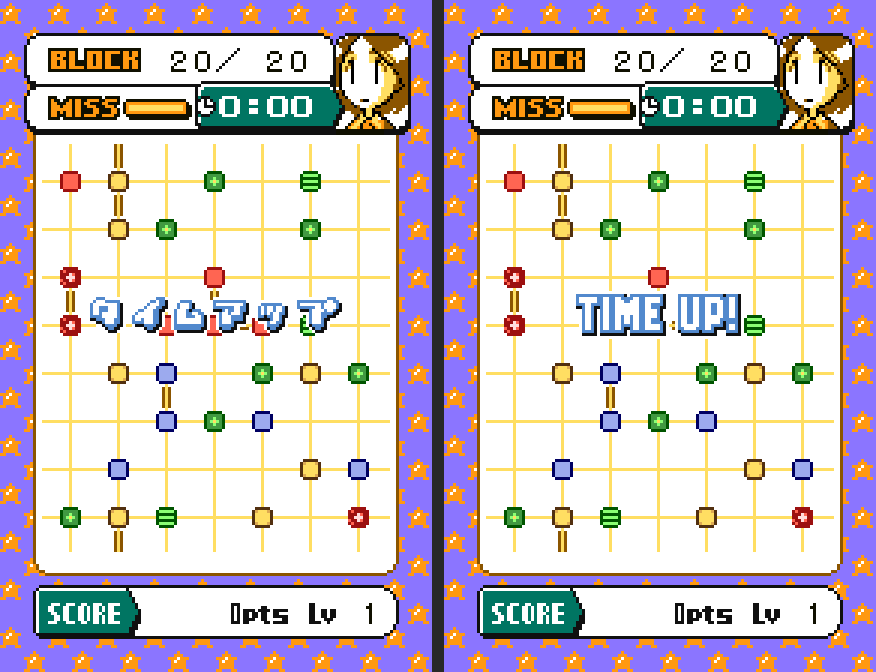 BLOCK 20/ 20
MISS 0:00
タイムアップ
SCORE 0pts Lv 1
BLOCK 20/ 20
MISS 0:00
TIME UP!
SCORE 0pts Lv 1